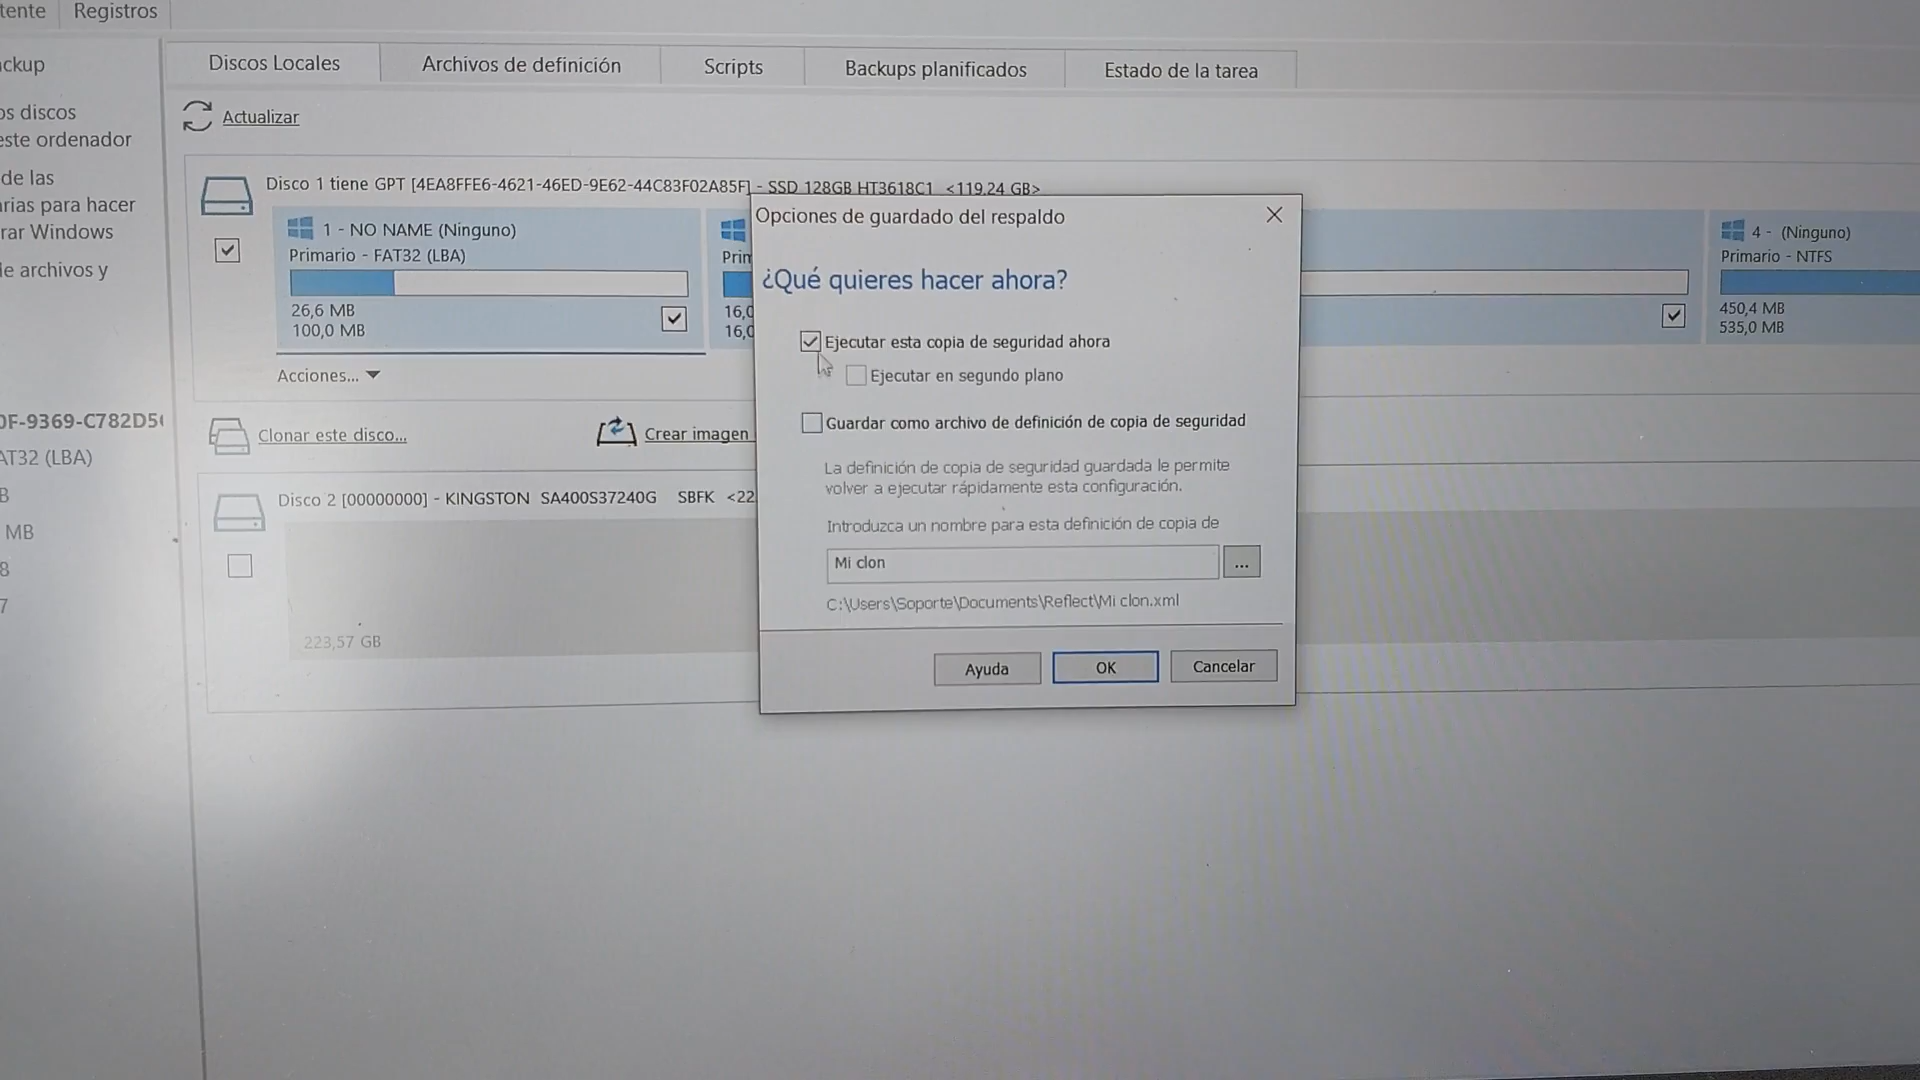 tente
Registros
ckup
os discos
este ordenador
de las
arias para hacer
rar Windows
le archivos y
0F-9369-C782D5
AT32 (LBA)
B
MB
8
7
Discos Locales
Archivos de definición
Scripts
Backups planificados
Estado de la tarea
Actualizar
Disco 1 tiene GPT [4EA8FFE6-4621-46ED-9E62-44C83F02A85F] - SSD 128GB HT3618C1 <119,24 GB>
1 - NO NAME (Ninguno)
Primario - FAT32 (LBA)
26,6 MB
100,0 MB
Prin
16,0
16,0
4 - (Ninguno)
Primario - NTFS
450,4 MB
535,0 MB
Acciones...
Clonar este disco...
Crear imagen
Disco 2 [00000000] - KINGSTON SA400S37240G SBFK <22
223,57 GB
Opciones de guardado del respaldo
¿Qué quieres hacer ahora?
Ejecutar esta copia de seguridad ahora
Ejecutar en segundo plano
Guardar como archivo de definición de copia de seguridad
La definición de copia de seguridad guardada le permite
volver a ejecutar rápidamente esta configuración.
Introduzca un nombre para esta definición de copia de
Mi clon
...
C:\Users\Soporte\Documents\Reflect\Mi clon.xml
Ayuda
OK
Cancelar